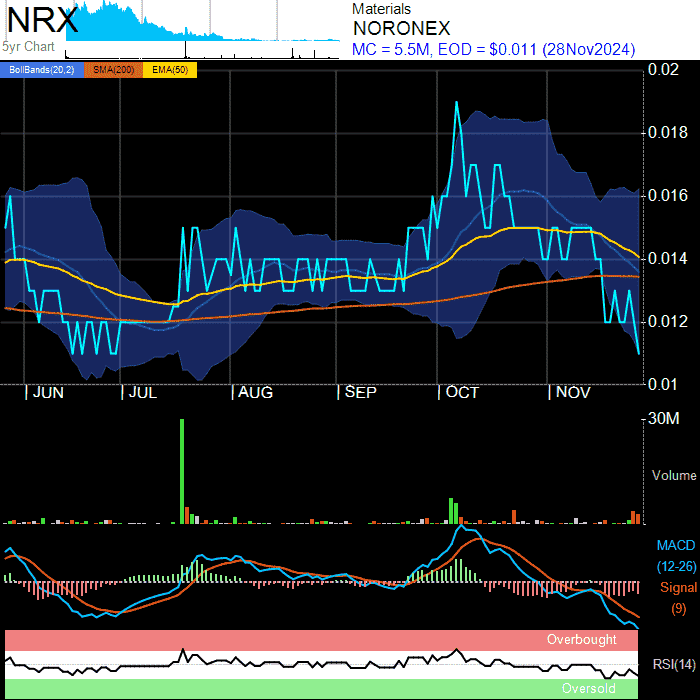 NRX
5yr Chart
Materials
NORONEX
MC = 5.5M, EOD = $0.011 (28Nov2024)
BollBands(20,2) SMA(200) EMA(50)
0.02
0.018
0.016
0.014
0.012
0.01
JUN JUL AUG SEP OCT NOV
30M
Volume
MACD
(12-26)
Signal
(9)
Overbought
RSI(14)
Oversold